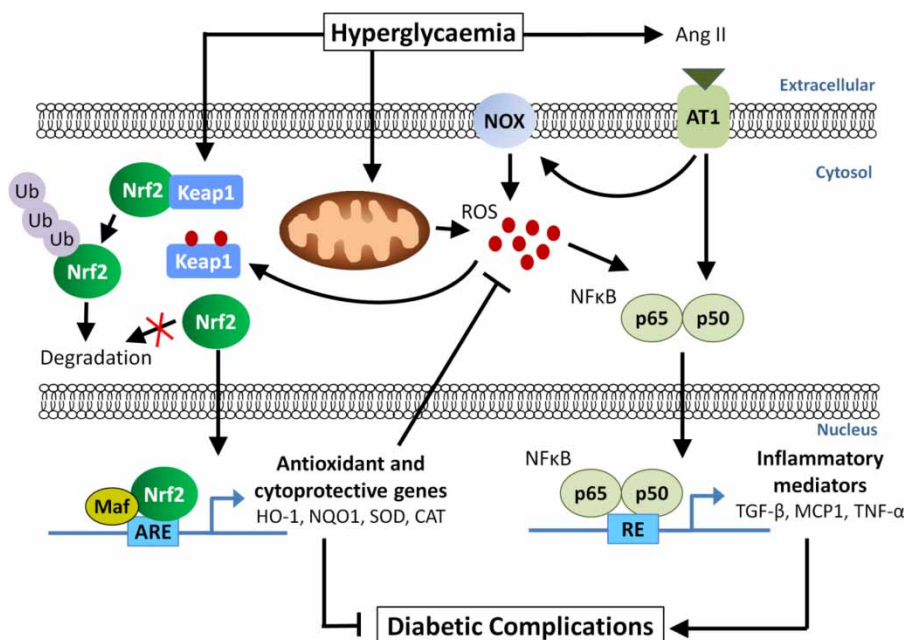 Hyperglycaemia
Ang II
Extracellular
NOX
AT1
Cytosol
Nrf2
Keap1
Ub
Ub
Ub
ROS
Keap1
Nrf2
NFκB
p65
p50
Nrf2
Degradation
Nucleus
Antioxidant and
cytoprotective genes
HO-1, NQO1, SOD, CAT
Maf
Nrf2
ARE
NFκB
p65
p50
RE
Inflammatory
mediators
TGF-β, MCP1, TNF-α
Diabetic Complications